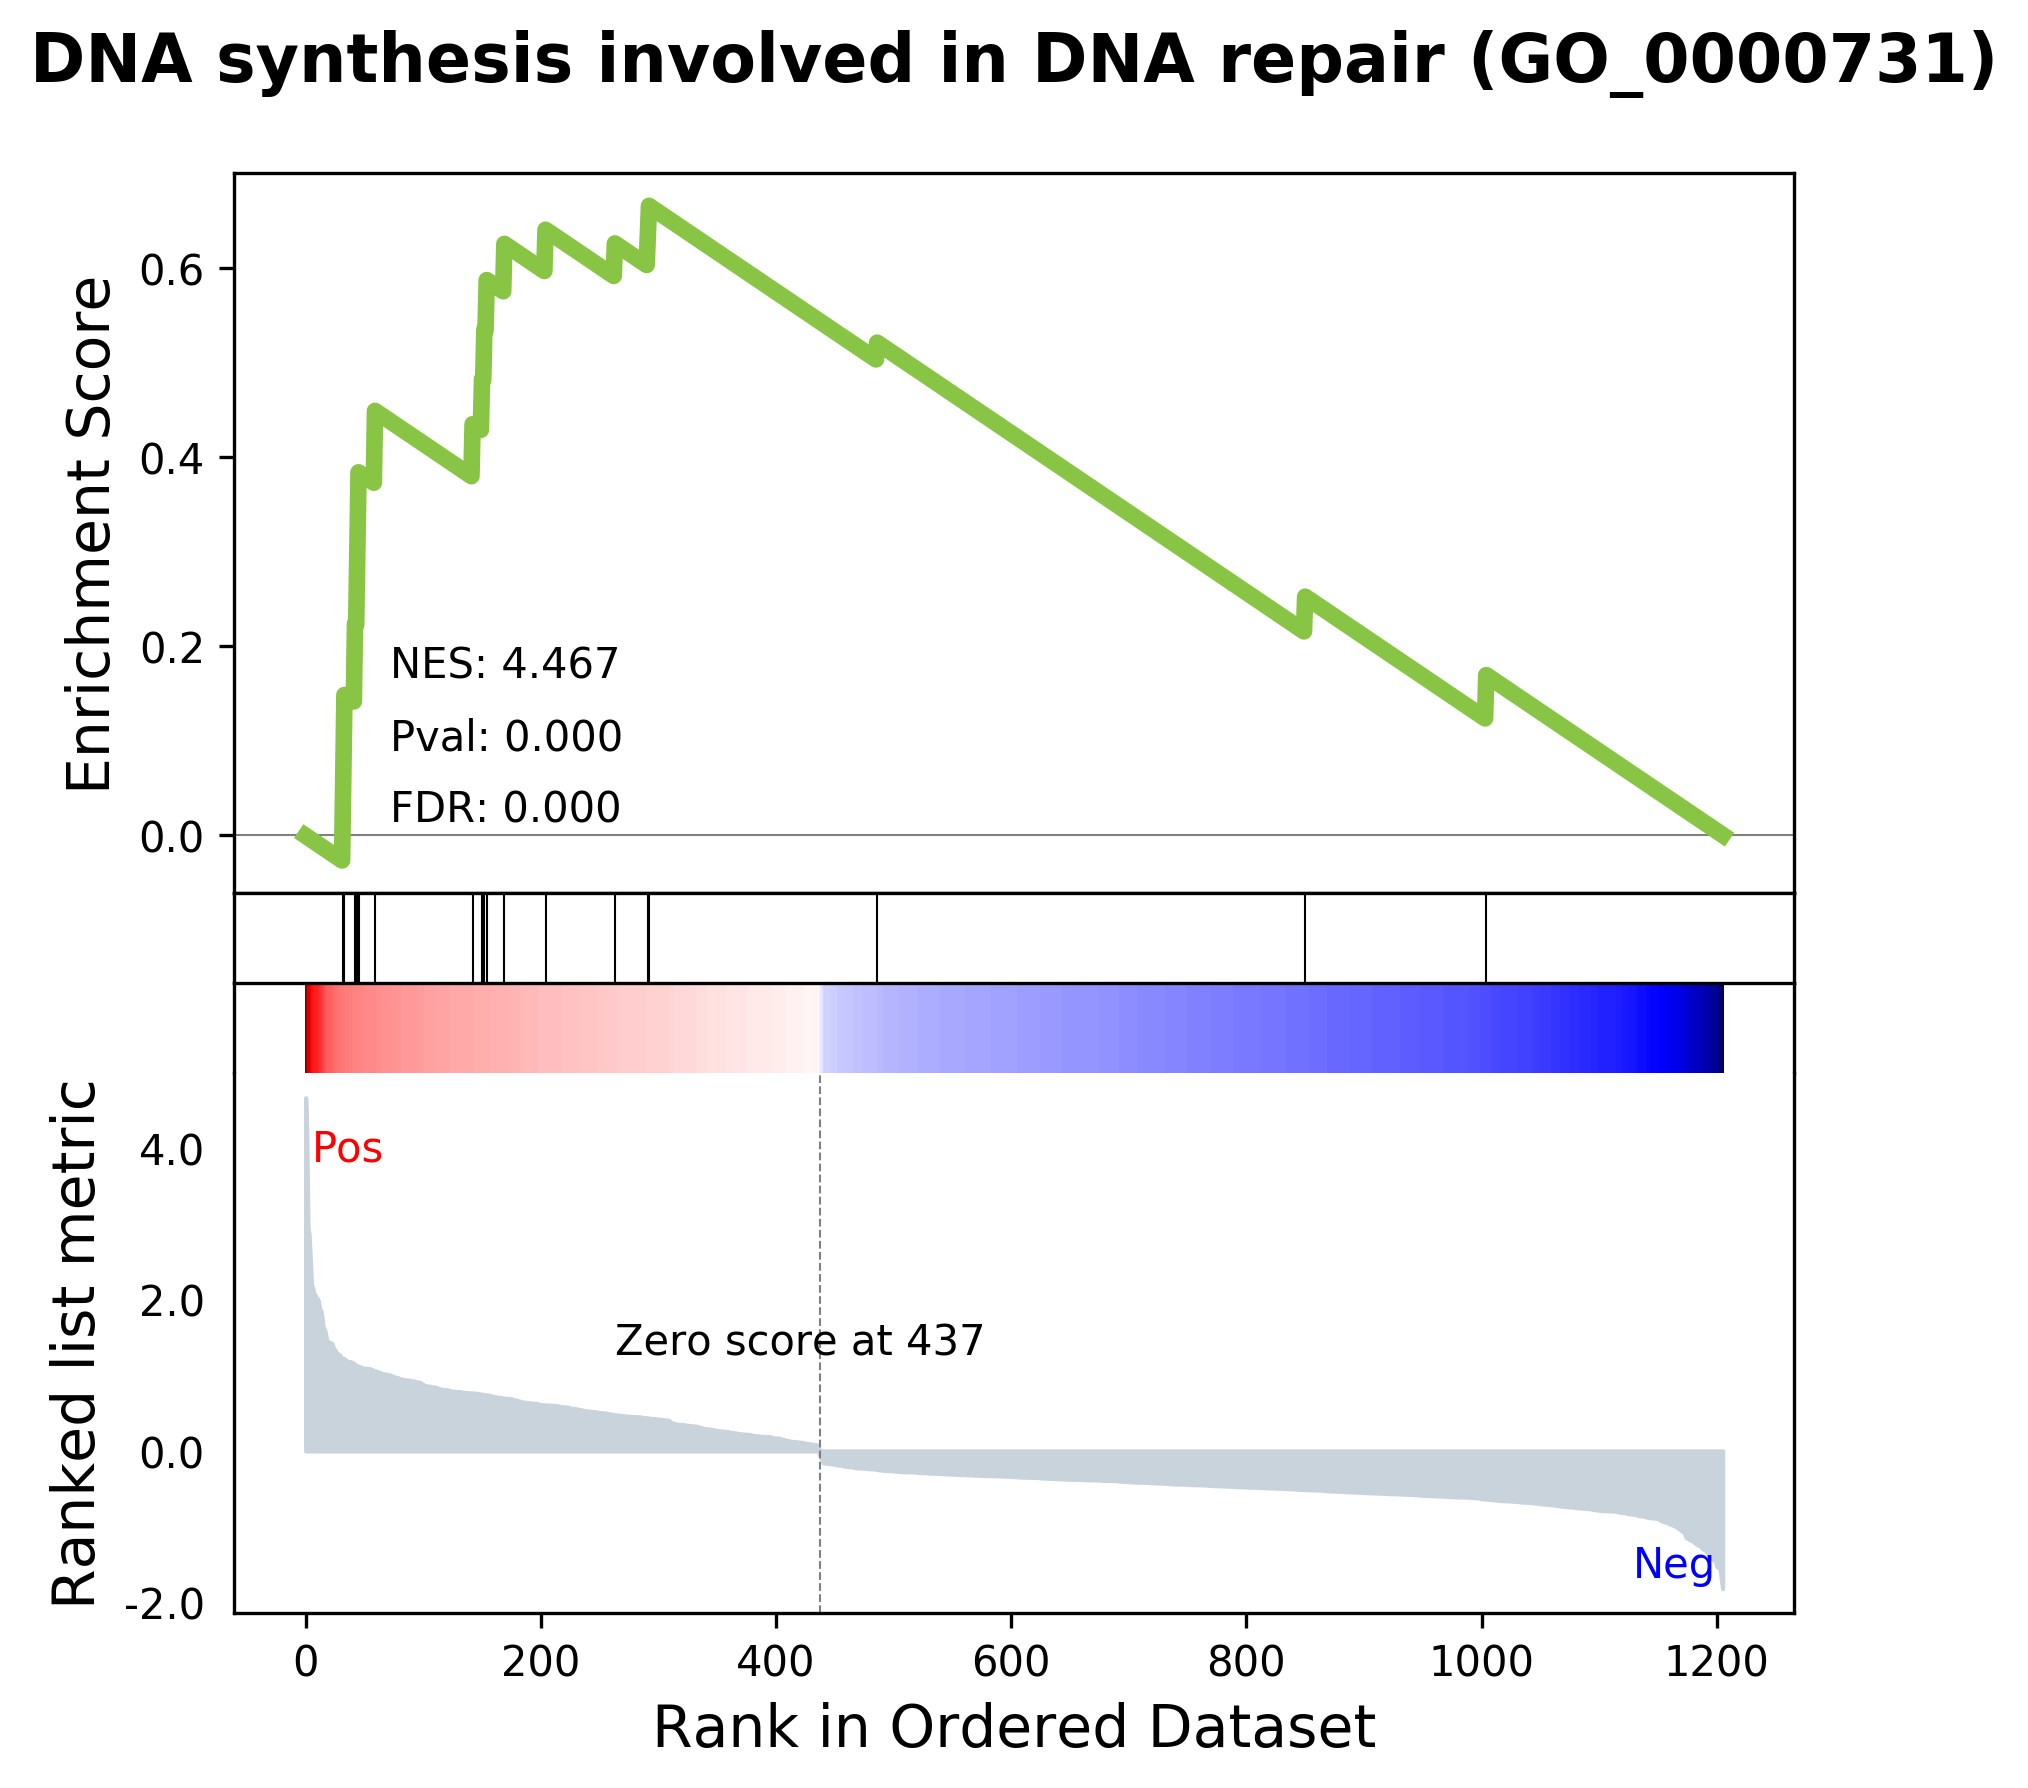 DNA synthesis involved in DNA repair (GO_0000731)
Enrichment Score
0.6
0.4
0.2
0.0
NES: 4.467
Pval: 0.000
FDR: 0.000
Ranked list metric
4.0
2.0
0.0
-2.0
Pos
Zero score at 437
Neg
0 200 400 600 800 1000 1200
Rank in Ordered Dataset